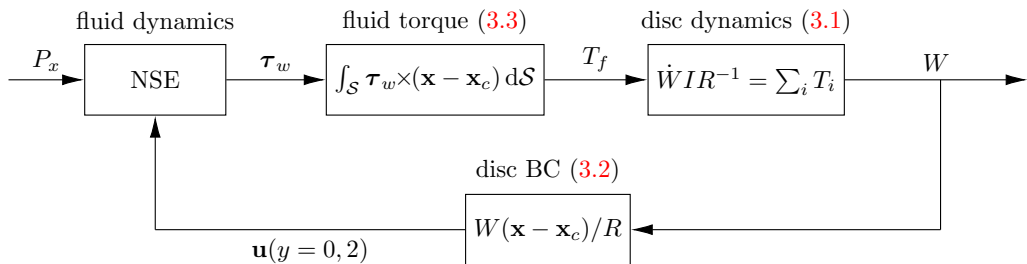 fluid dynamics fluid torque (3.3) disc dynamics (3.1)
P_x NSE τ_w ∫_S τ_w×(x − x_c) dS T_f ẆIR⁻¹ = ∑_i T_i W
disc BC (3.2)
W(x − x_c)/R
u(y = 0, 2)